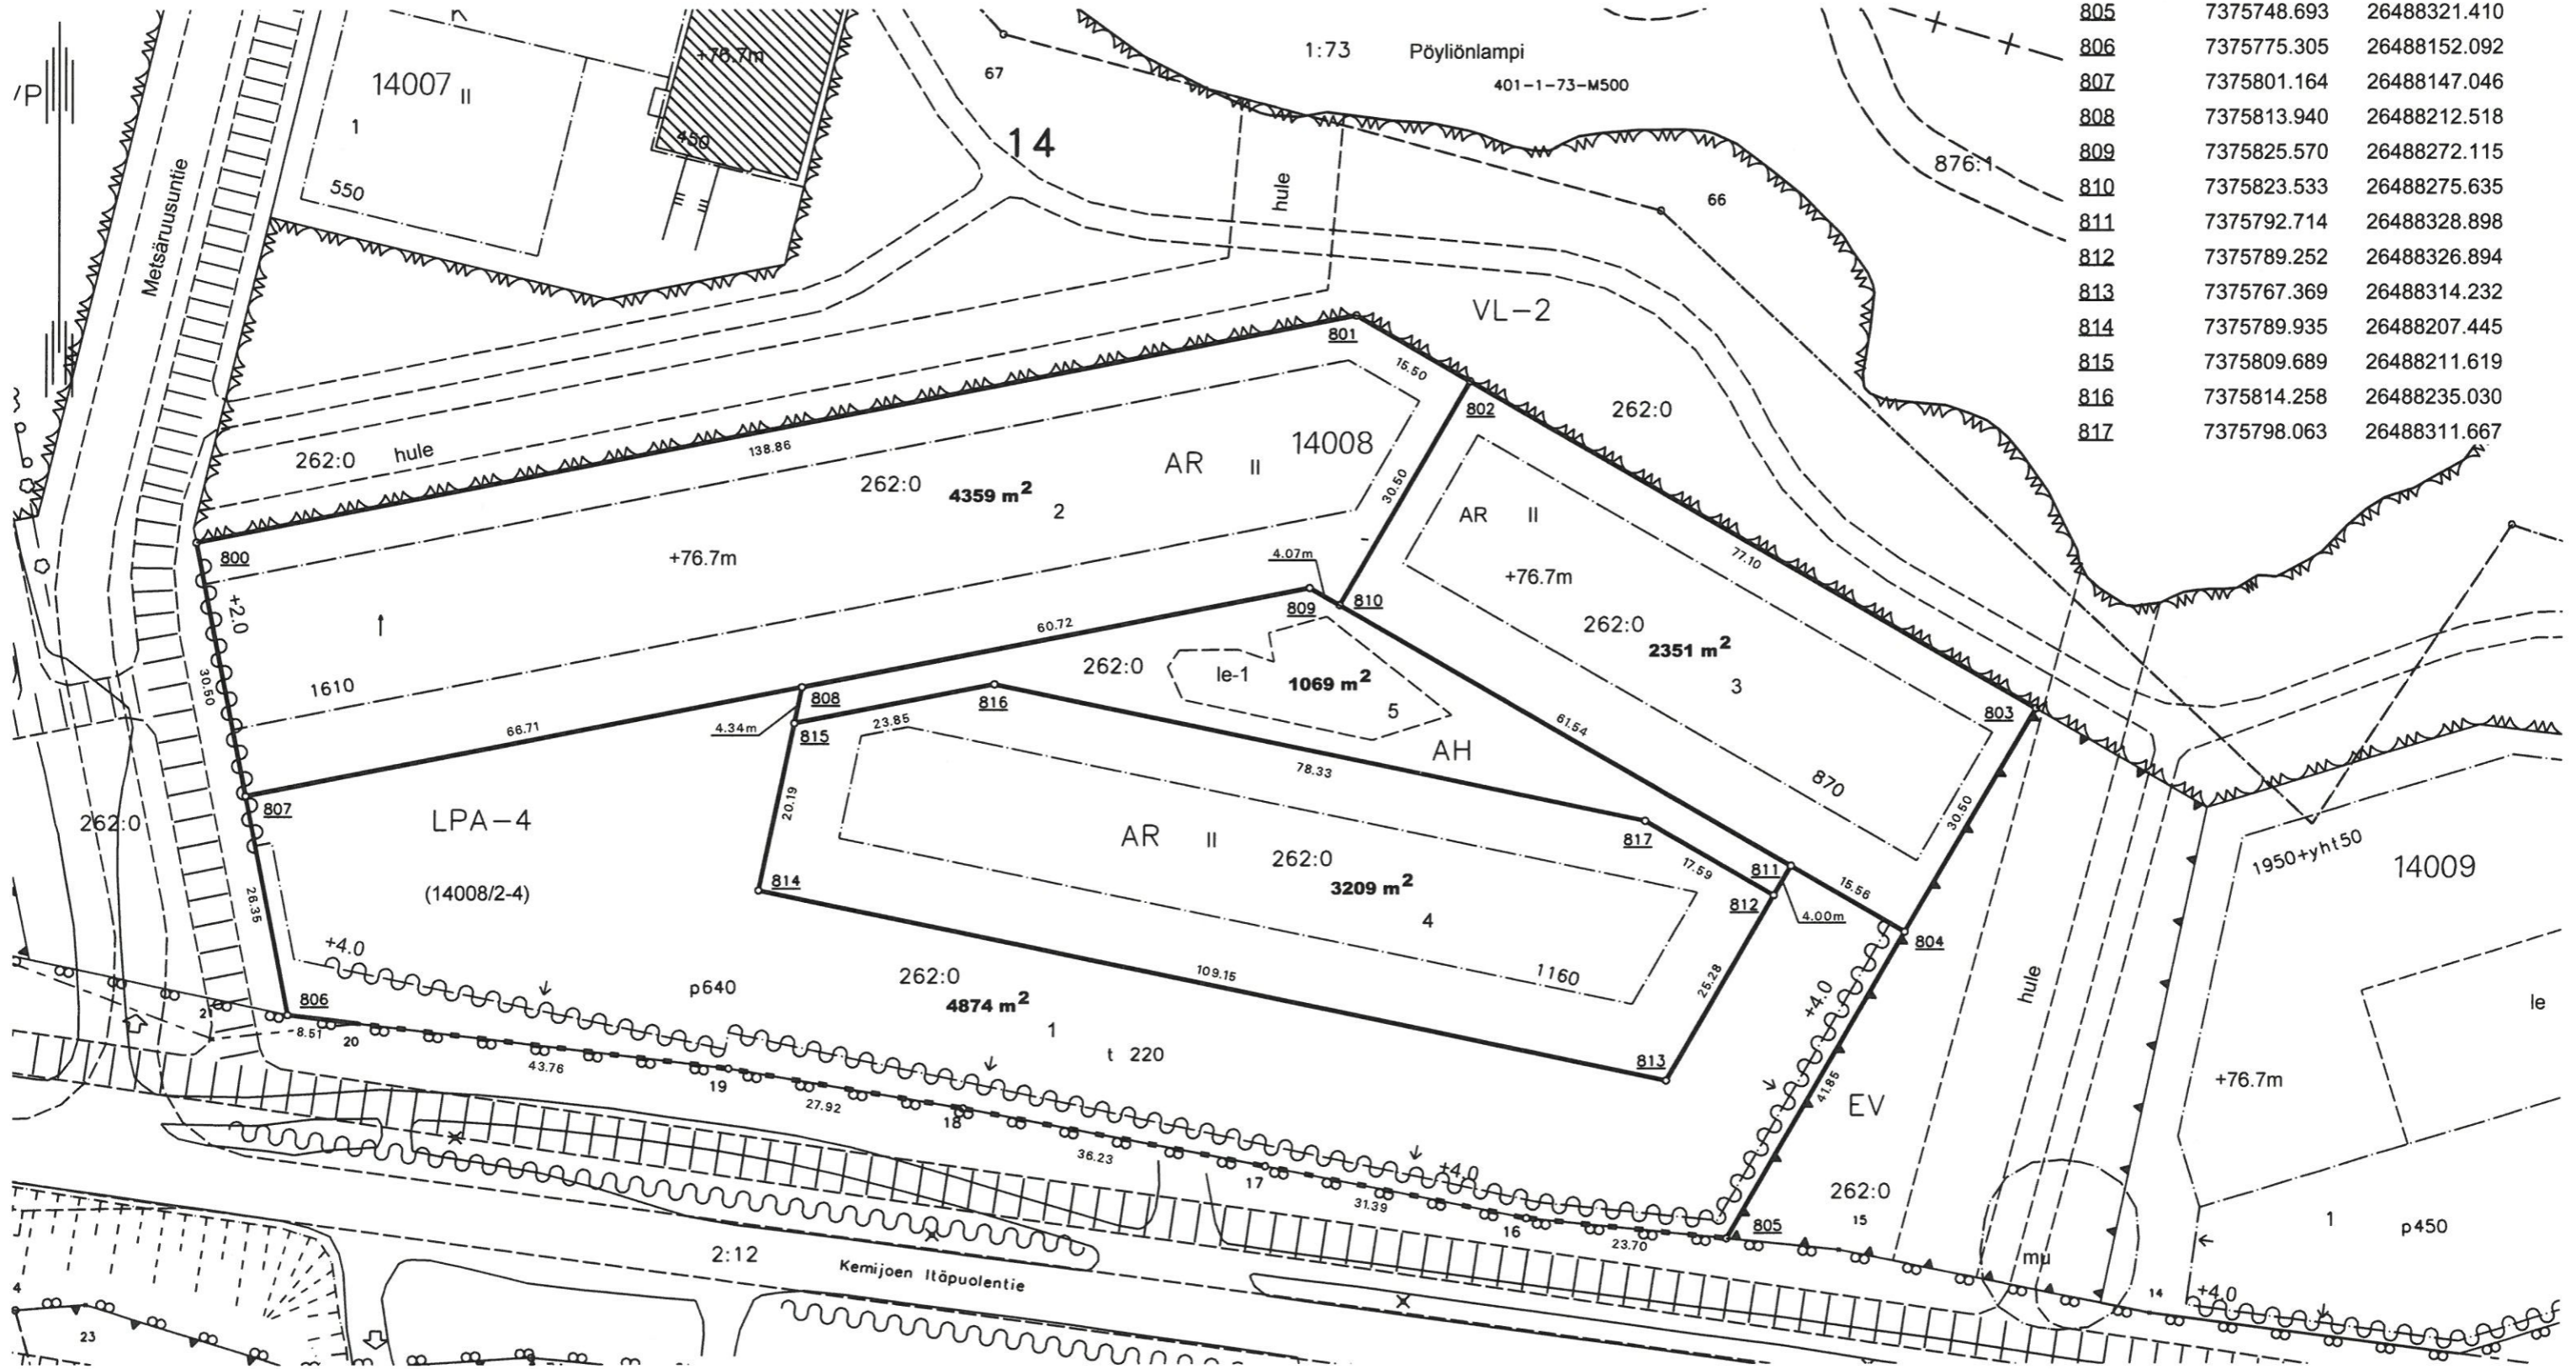 805 7375748.693 26488321.410
806 7375775.305 26488152.092
807 7375801.164 26488147.046
808 7375813.940 26488212.518
809 7375825.570 26488272.115
810 7375823.533 26488275.635
811 7375792.714 26488328.898
812 7375789.252 26488326.894
813 7375767.369 26488314.232
814 7375789.935 26488207.445
815 7375809.689 26488211.619
816 7375814.258 26488235.030
817 7375798.063 26488311.667
1:73 Pöyliönlampi
401-1-73-M500
+76.7m
67
14007 II
1
450
14
876:1
550
hule
66
Metsäruusuntie
VL-2
801
15.50
802
262:0
138.86
14008
AR II
262:0 hule
262:0 4359 m²
2
30.50
AR II
77.10
800
+76.7m
4.07m
+76.7m
+2.0
809
810
60.72
262:0
2351 m²
30.50
1610
262:0
le-1
1069 m²
5
3
808
816
803
66.71
4.34m
23.85
815
61.54
AH
78.33
870
807
262:0
LPA-4
20.19
AR II
262:0
817
30.50
1950+yht50
14009
(14008/2-4)
814
3209 m²
4
17.59
811
812
15.56
4.00m
26.35
+4.0
804
p640
262:0
4874 m²
109.15
1160
25.28
+4.0
hule
le
806
8.51
20
1
t 220
43.76
19
813
+76.7m
27.92
18
41.85
EV
36.23
17
+4.0
31.39
262:0
16
15
805
23.70
1
p450
2:12
Kemijoen Itäpuolentie
mu
4
14
+4.0
23